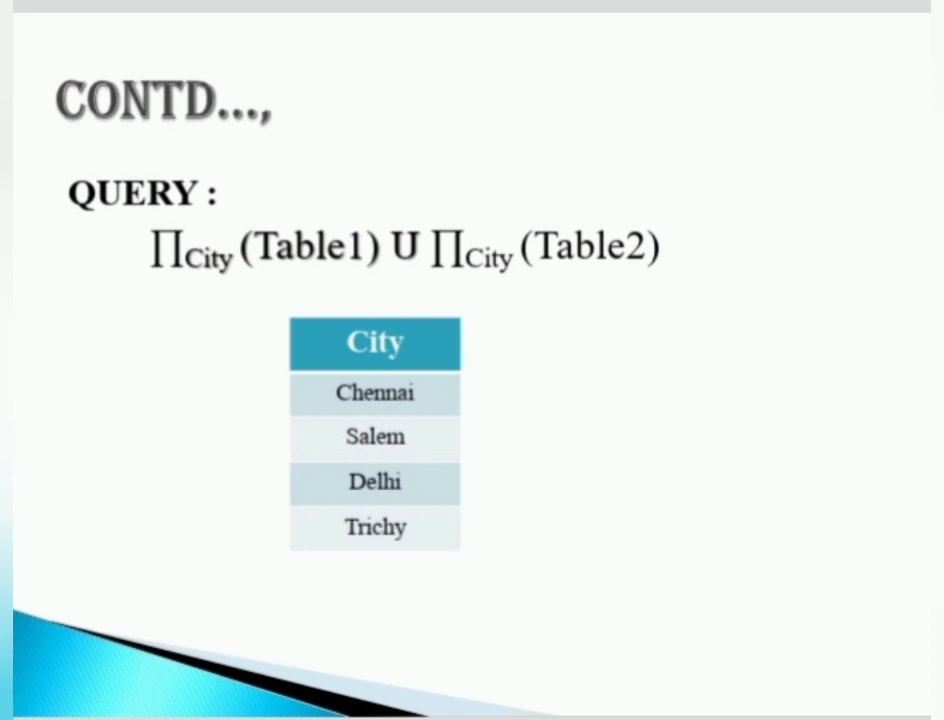 CONTD...,
QUERY :
∏City (Table1) U ∏City (Table2)
City
Chennai
Salem
Delhi
Trichy